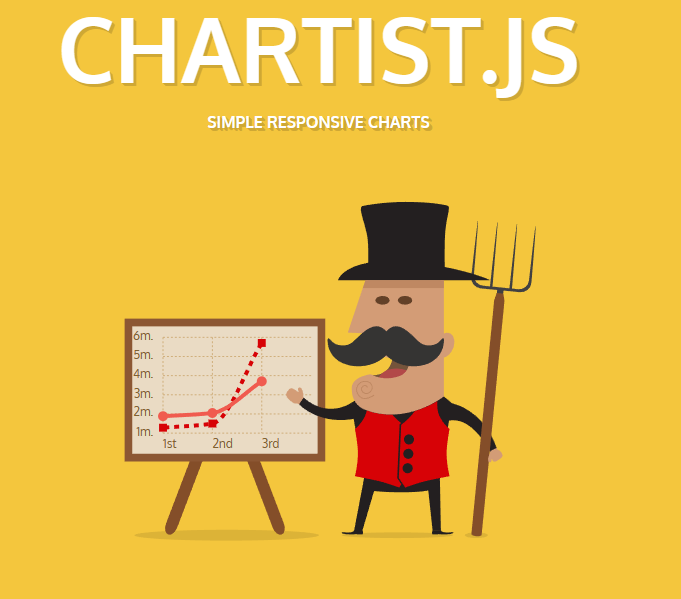 CHARTIST.JS
SIMPLE RESPONSIVE CHARTS
6m.
5m.
4m.
3m.
2m.
1m.
1st 2nd 3rd